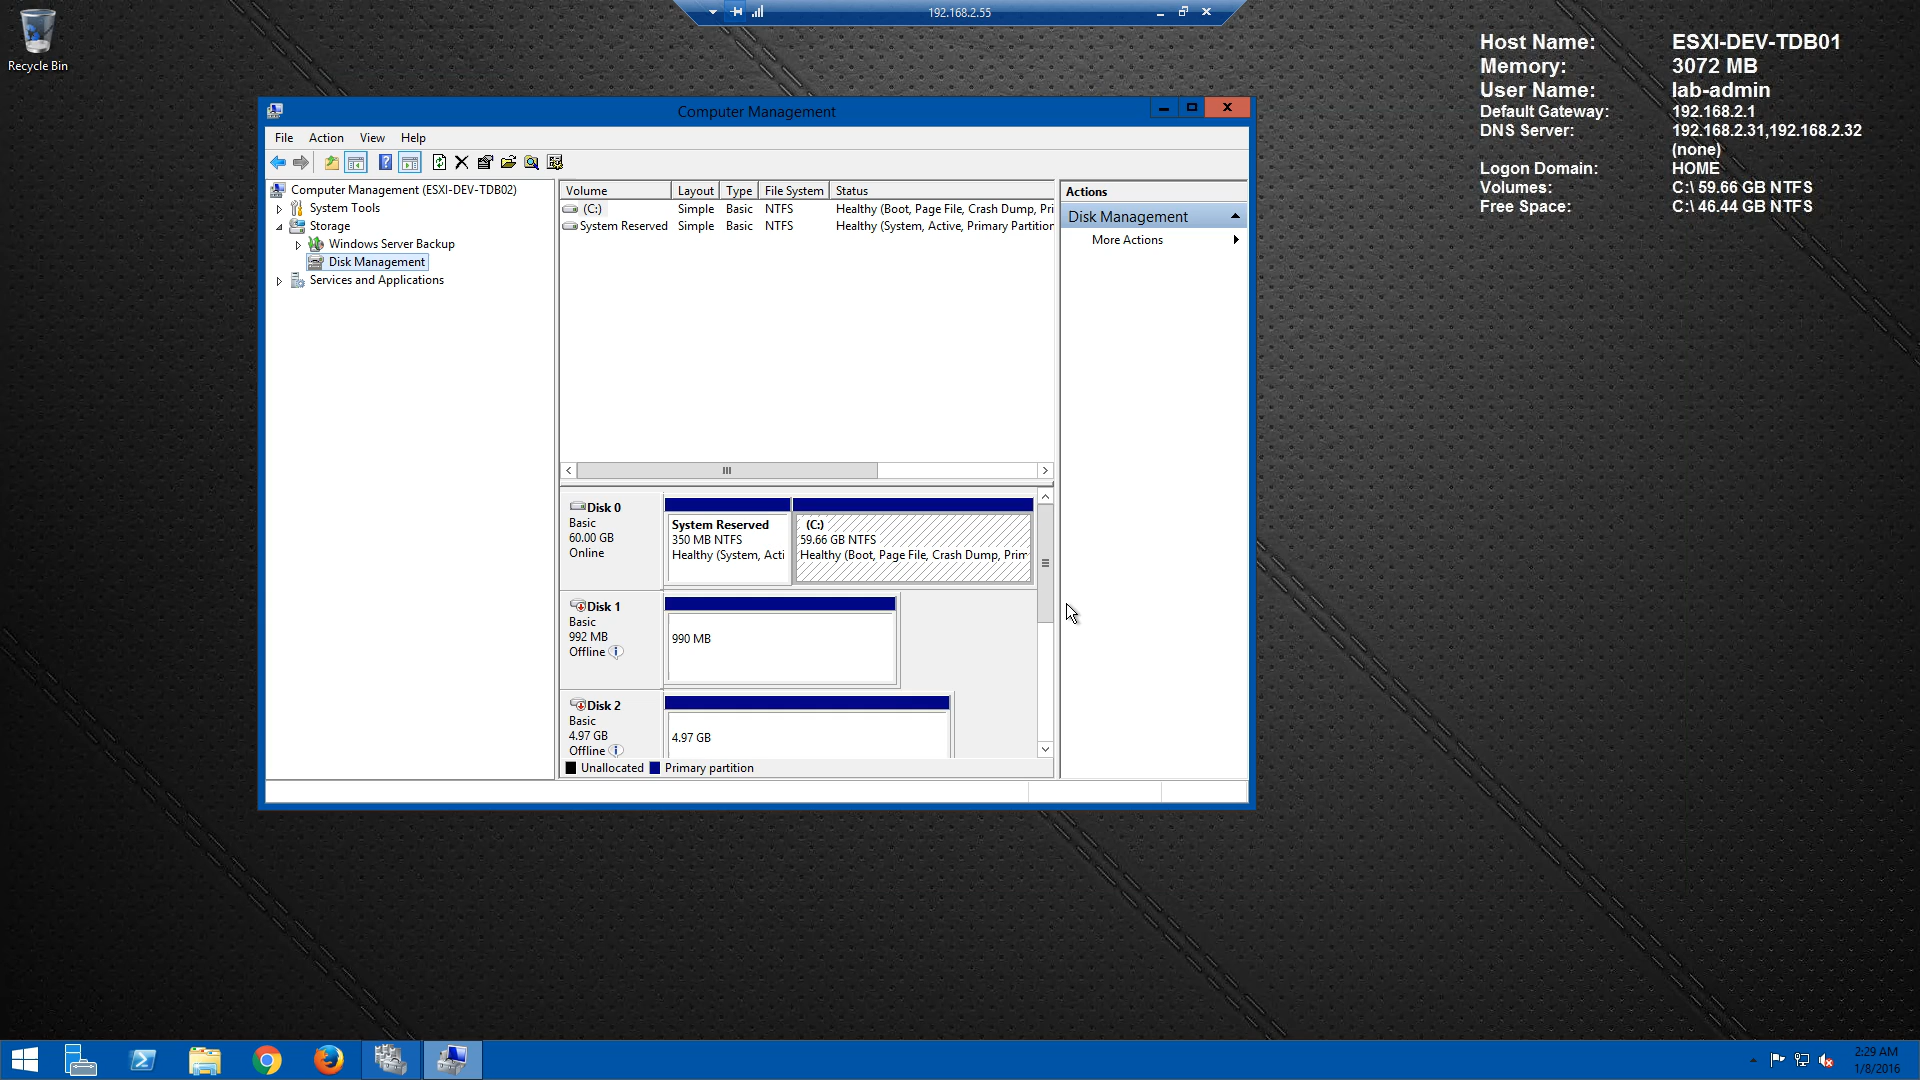 192.168.2.55
Recycle Bin
Host Name: ESXI-DEV-TDB01
Memory: 3072 MB
User Name: lab-admin
Default Gateway: 192.168.2.1
DNS Server: 192.168.2.31,192.168.2.32
(none)
Logon Domain: HOME
Volumes: C:\ 59.66 GB NTFS
Free Space: C:\ 46.44 GB NTFS
Computer Management
File Action View Help
Computer Management (ESXI-DEV-TDB02)
System Tools
Storage
Windows Server Backup
Disk Management
Services and Applications
Volume Layout Type File System Status
(C:) Simple Basic NTFS Healthy (Boot, Page File, Crash Dump, Pri
System Reserved Simple Basic NTFS Healthy (System, Active, Primary Partition
Actions
Disk Management
More Actions
Disk 0
Basic
60.00 GB
Online
System Reserved
350 MB NTFS
Healthy (System, Acti
(C:)
59.66 GB NTFS
Healthy (Boot, Page File, Crash Dump, Prim
Disk 1
Basic
992 MB
Offline
990 MB
Disk 2
Basic
4.97 GB
Offline
4.97 GB
Unallocated Primary partition
2:29 AM
1/8/2016